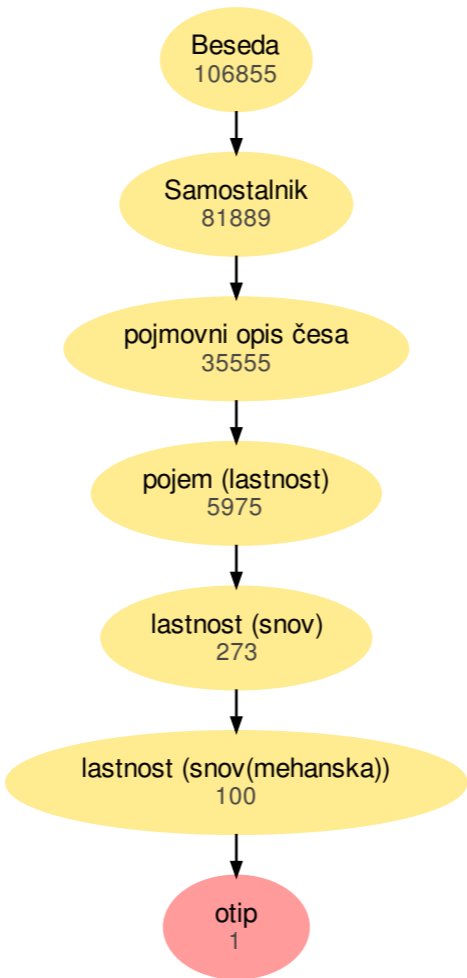 Beseda
106855
Samostalnik
81889
pojmovni opis česa
35555
pojem (lastnost)
5975
lastnost (snov)
273
lastnost (snov(mehanska))
100
otip
1